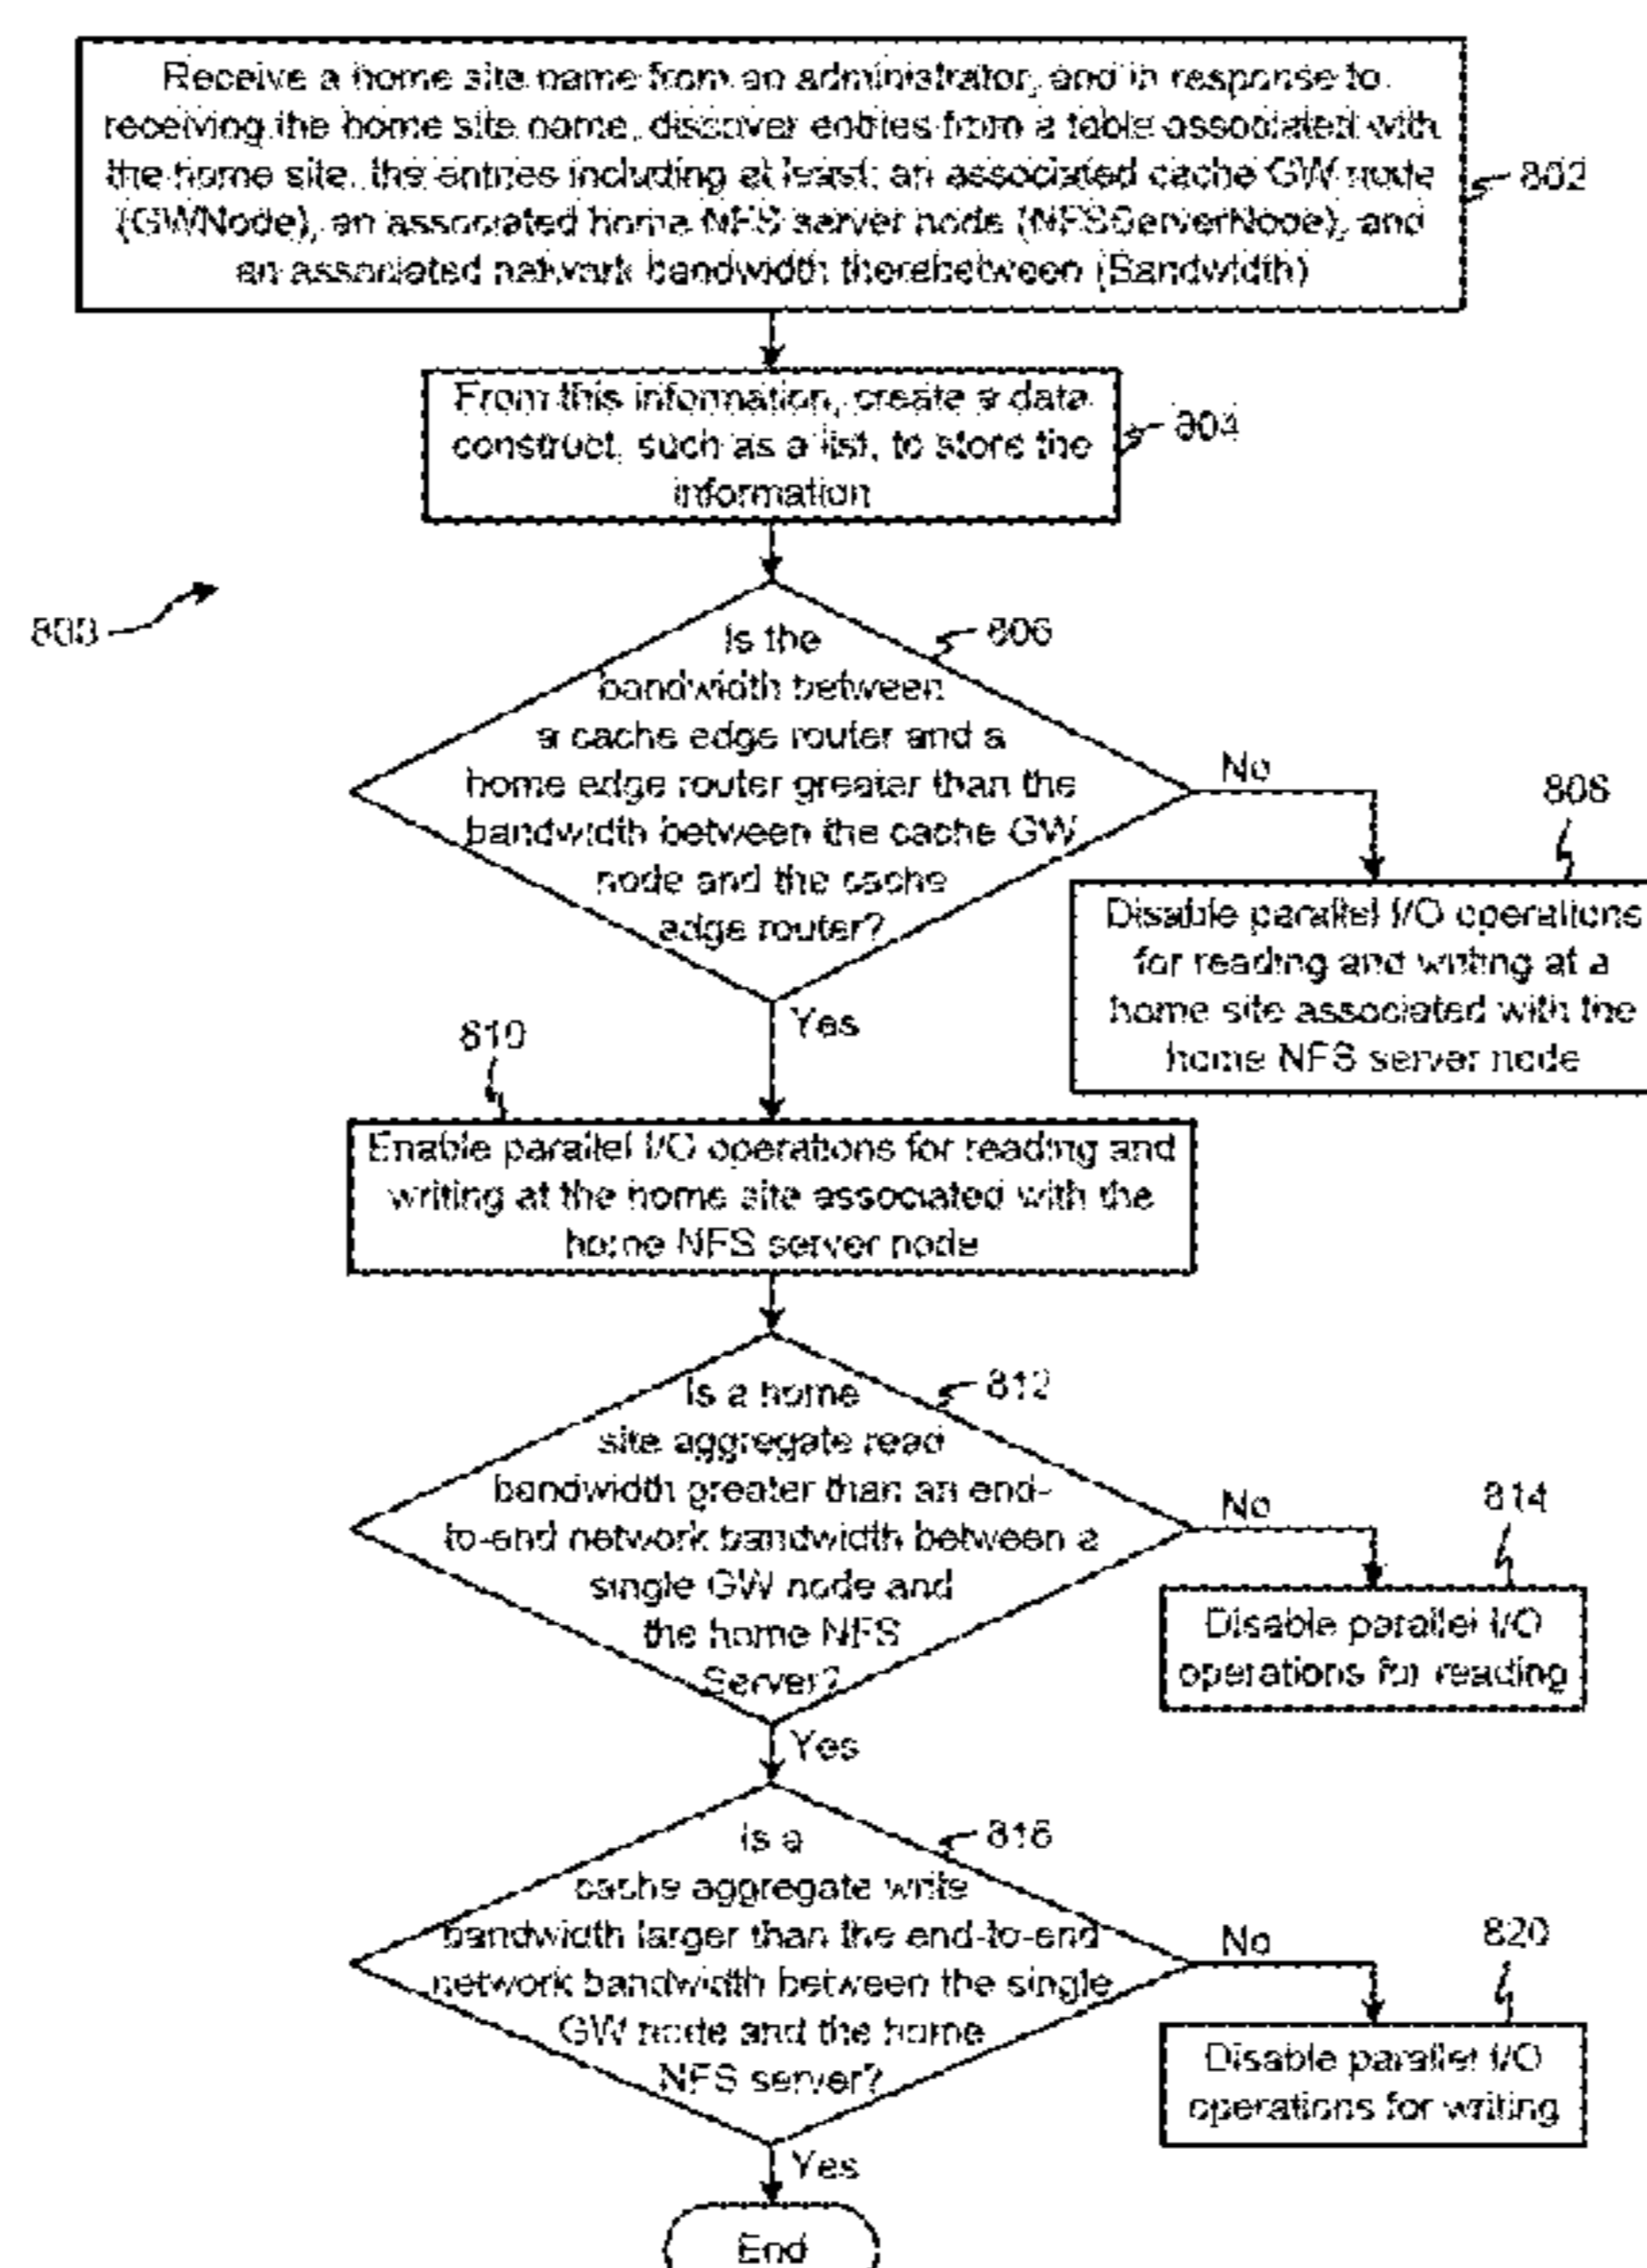 Receive a home site name from an administrator, and in response to
receiving the home site name, discover entries from a table associated with
the home site, the entries including at least: an associated cache GW node
(GWNode), an associated home NFS server node (NFSServerNode), and
an associated network bandwidth therebetween (Bandwidth)
802
From this information, create a data
construct, such as a list, to store the
information
804
800
Is the
bandwidth between
a cache edge router and a
home edge router greater than the
bandwidth between the cache GW
node and the cache
edge router?
806
No
808
Disable parallel I/O operations
for reading and writing at a
home site associated with the
home NFS server node
Yes
810
Enable parallel I/O operations for reading and
writing at the home site associated with the
home NFS server node
Is a home
site aggregate read
bandwidth greater than an end-
to-end network bandwidth between a
single GW node and
the home NFS
Server?
812
No
814
Disable parallel I/O
operations for reading
Yes
Is a
cache aggregate write
bandwidth larger than the end-to-end
network bandwidth between the single
GW node and the home
NFS server?
816
No
820
Disable parallel I/O
operations for writing
Yes
End